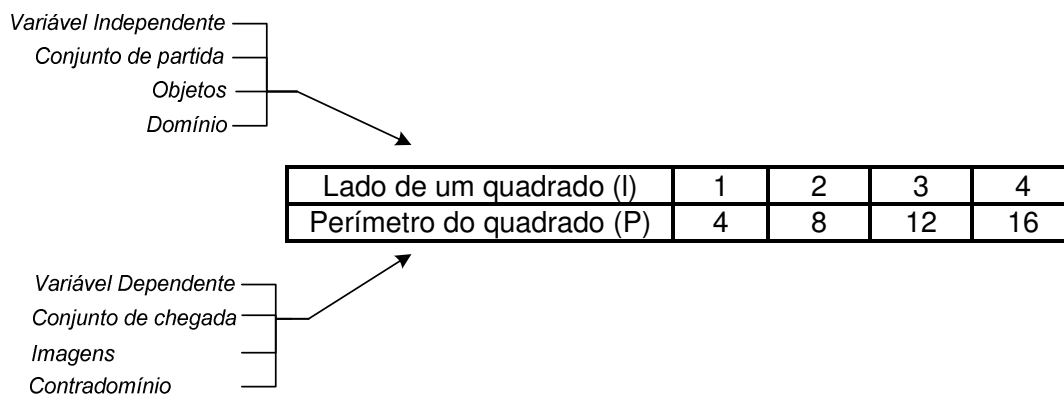 Variável Independente
Conjunto de partida
Objetos
Domínio
Lado de um quadrado (l) 1 2 3 4
Perímetro do quadrado (P) 4 8 12 16
Variável Dependente
Conjunto de chegada
Imagens
Contradomínio